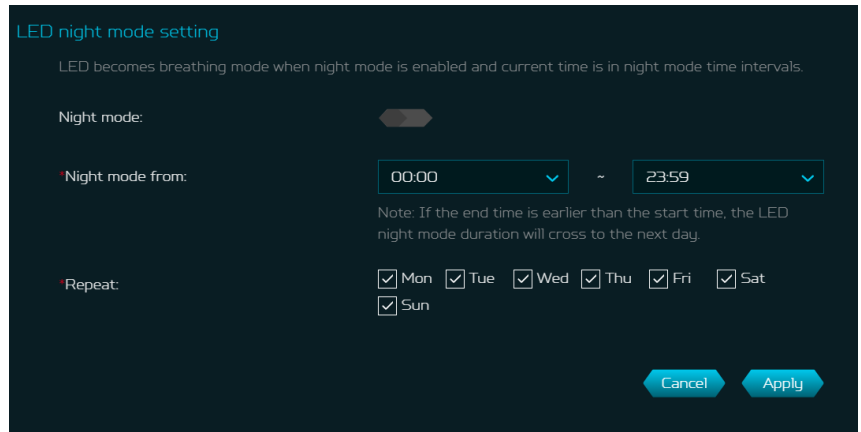 LED night mode setting
LED becomes breathing mode when night mode is enabled and current time is in night mode time intervals.
Night mode:
*Night mode from:
00:00 ~ 23:59
Note: If the end time is earlier than the start time, the LED
night mode duration will cross to the next day.
*Repeat:
Mon Tue Wed Thu Fri Sat
Sun
Cancel Apply